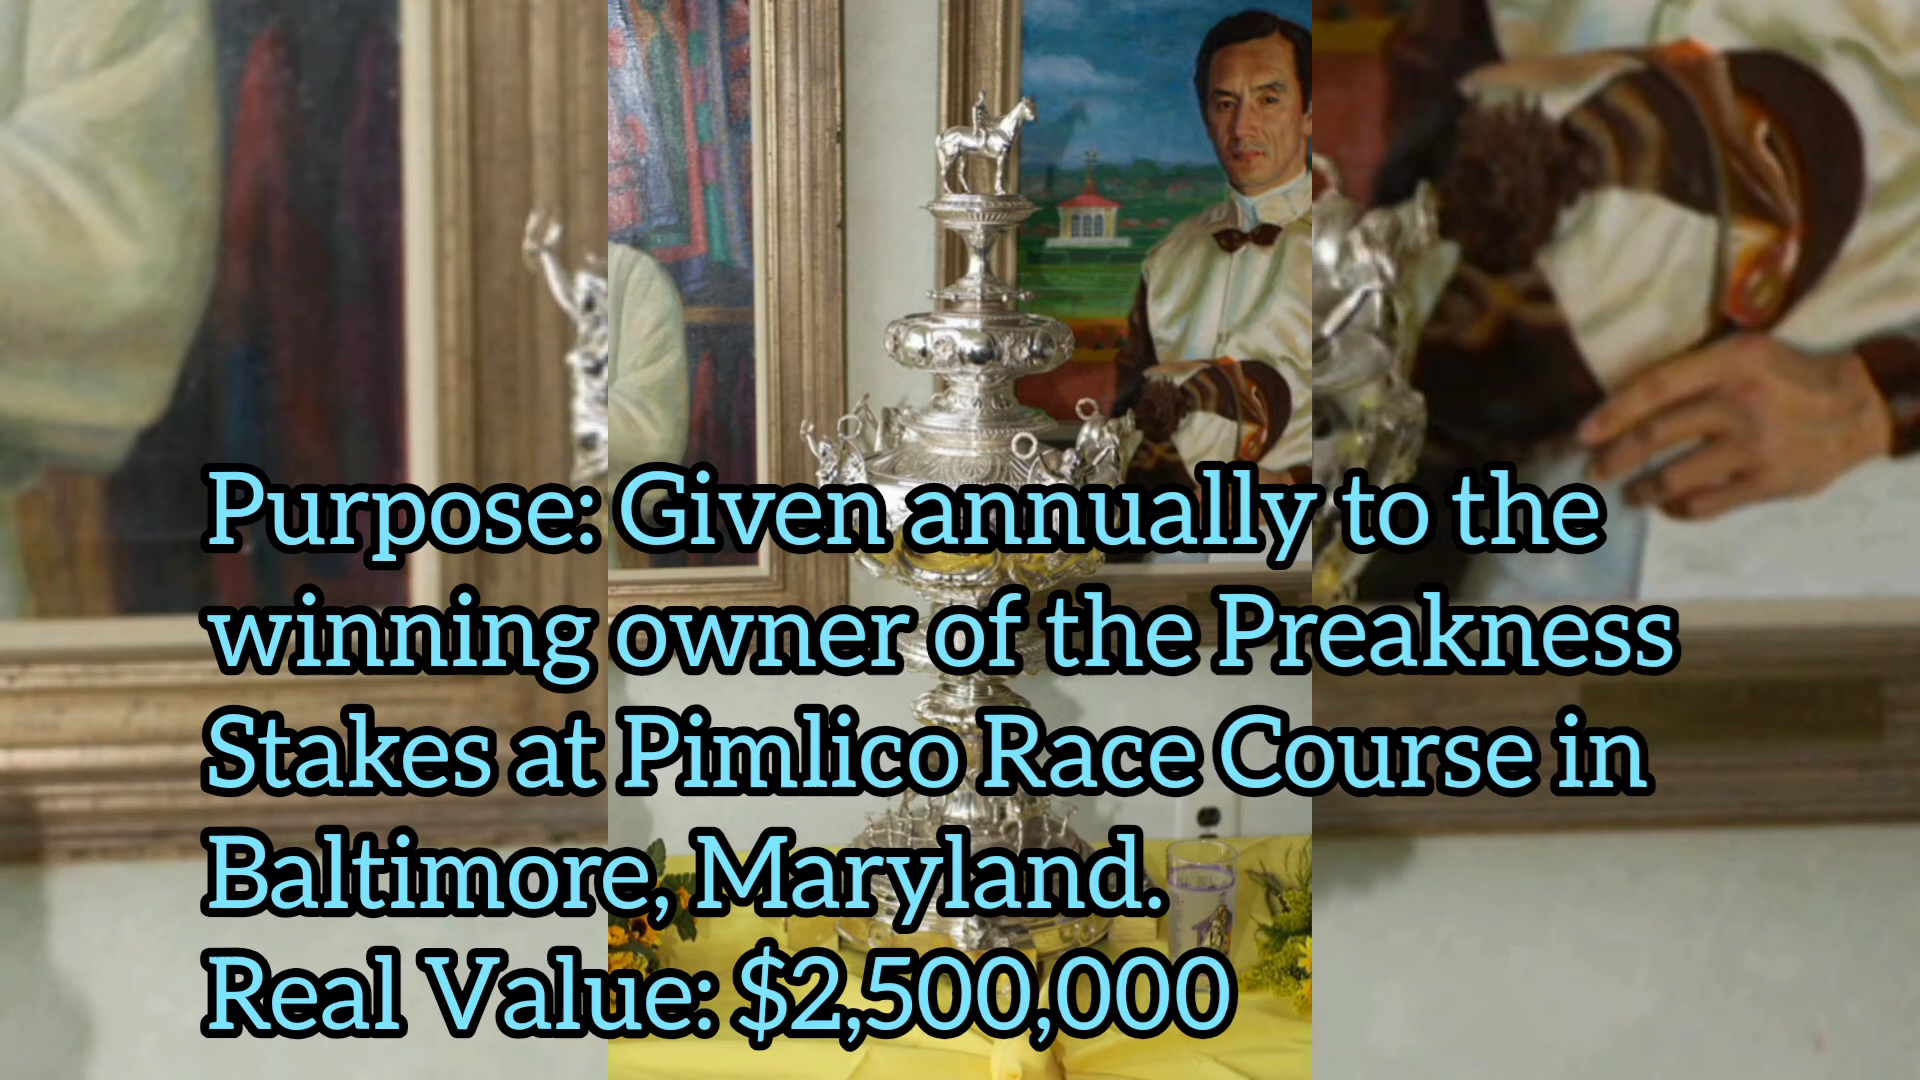 Purpose: Given annually to the
winning owner of the Preakness
Stakes at Pimlico Race Course in
Baltimore, Maryland.
Real Value: $2,500,000